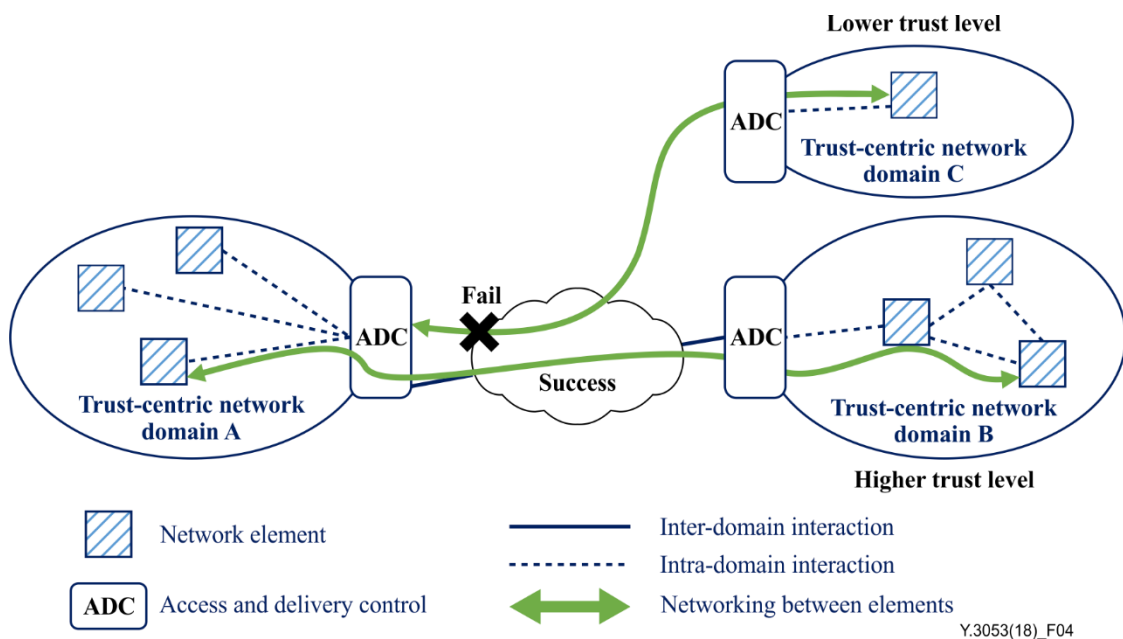 Lower trust level
ADC
Trust-centric network
domain C
Fail
ADC
Success
ADC
Trust-centric network
domain A
Trust-centric network
domain B
Higher trust level
Network element
Inter-domain interaction
Intra-domain interaction
ADC
Access and delivery control
Networking between elements
Y.3053(18)_F04